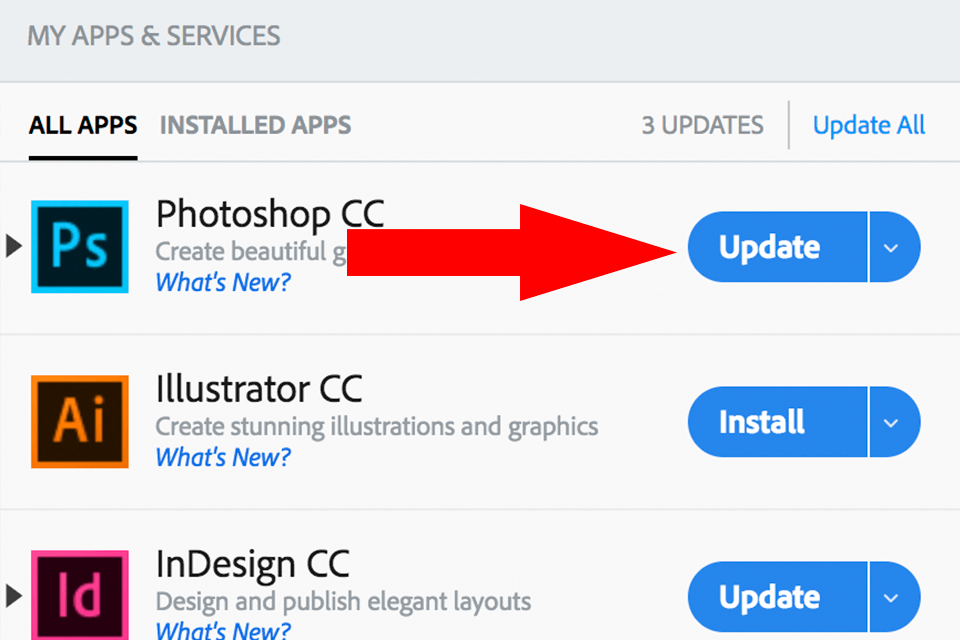 MY APPS & SERVICES
ALL APPS INSTALLED APPS 3 UPDATES Update All
Photoshop CC
Ps Create beautiful Update
What's New?
Illustrator CC
Ai Create stunning illustrations and graphics Install
What's New?
InDesign CC
Id Design and publish elegant layouts Update
What's New?